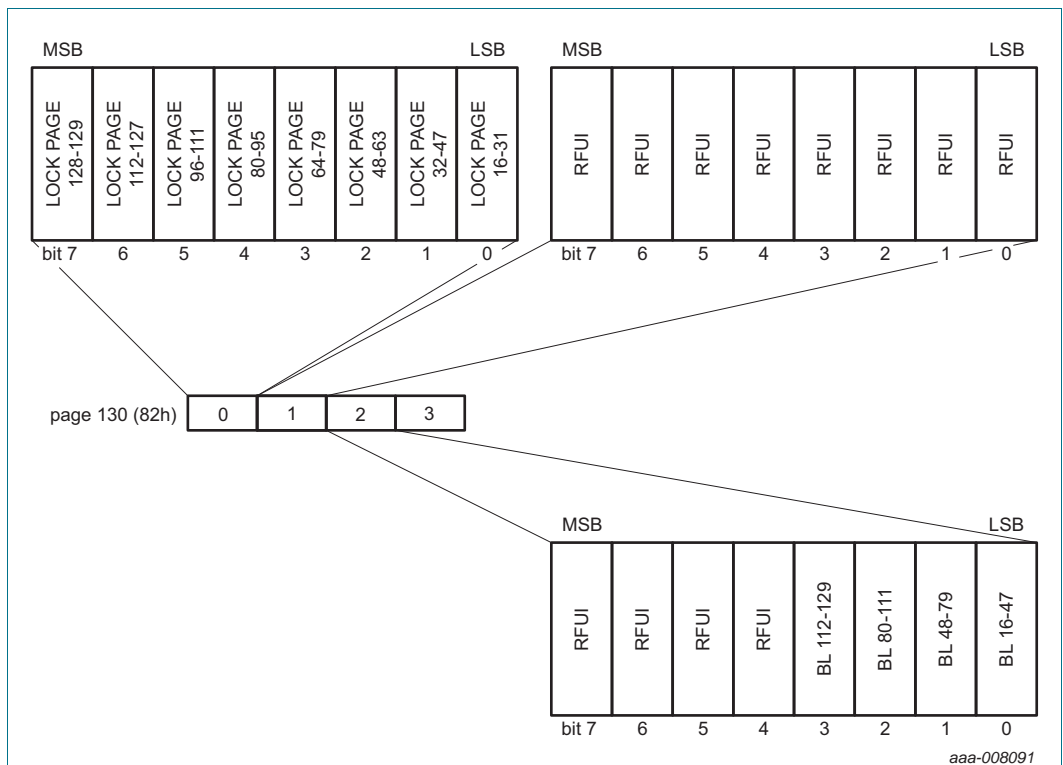 MSB LSB
LOCK PAGE 128-129
LOCK PAGE 112-127
LOCK PAGE 96-111
LOCK PAGE 80-95
LOCK PAGE 64-79
LOCK PAGE 48-63
LOCK PAGE 32-47
LOCK PAGE 16-31
bit 7 6 5 4 3 2 1 0
MSB LSB
RFUI
RFUI
RFUI
RFUI
RFUI
RFUI
RFUI
RFUI
bit 7 6 5 4 3 2 1 0
page 130 (82h) 0 1 2 3
MSB LSB
RFUI
RFUI
RFUI
RFUI
BL 112-129
BL 80-111
BL 48-79
BL 16-47
bit 7 6 5 4 3 2 1 0
aaa-008091